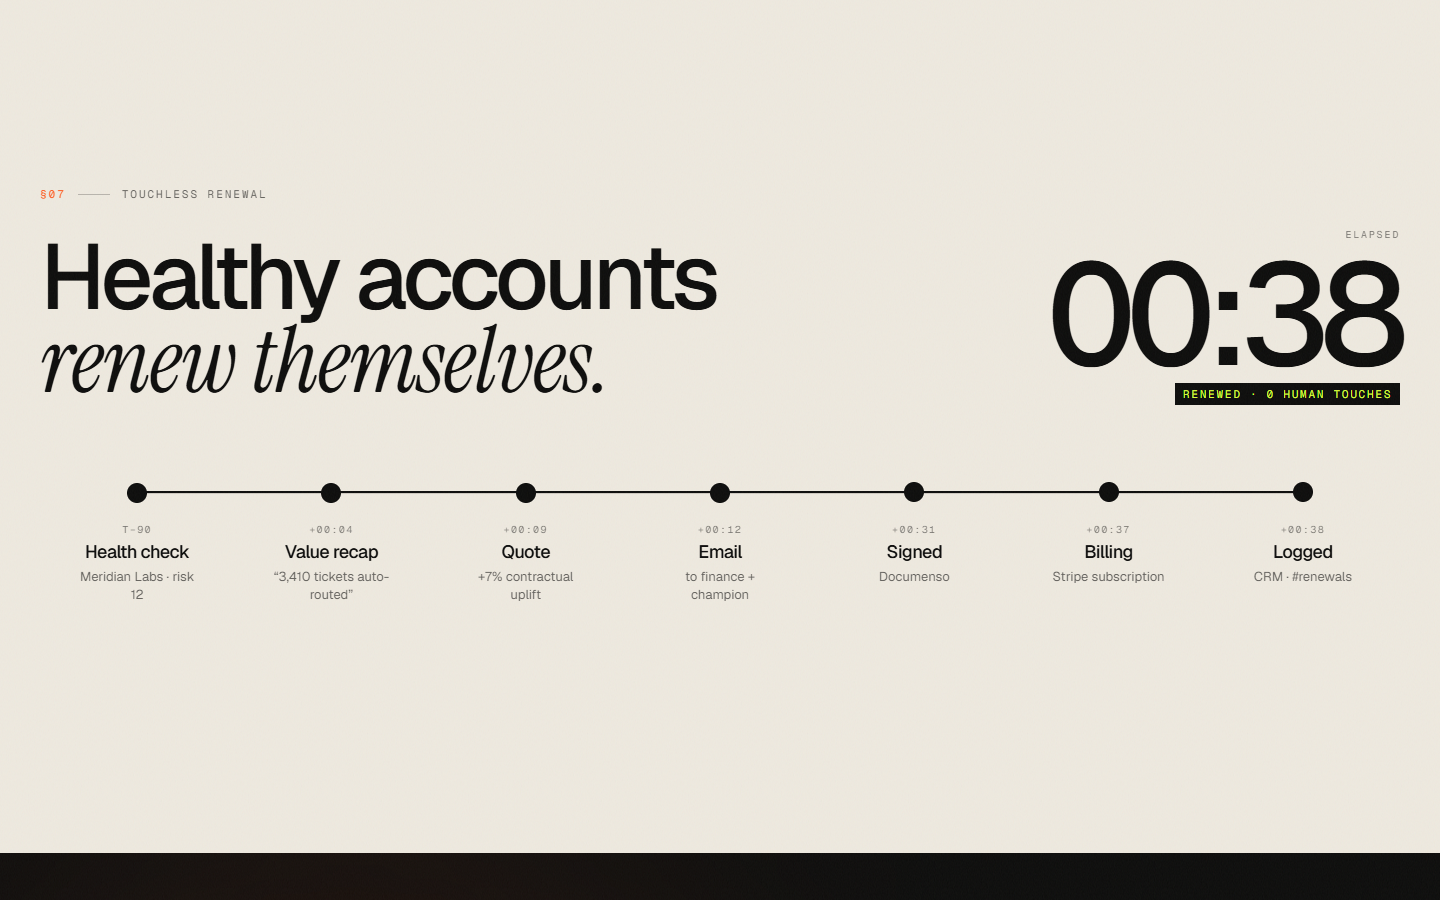 §07 TOUCHLESS RENEWAL
Healthy accounts
renew themselves.
ELAPSED
00:38
RENEWED · 0 HUMAN TOUCHES
T-90
Health check
Meridian Labs · risk
12
+00:04
Value recap
“3,410 tickets auto-
routed”
+00:09
Quote
+7% contractual
uplift
+00:12
Email
to finance +
champion
+00:31
Signed
Documenso
+00:37
Billing
Stripe subscription
+00:38
Logged
CRM · #renewals